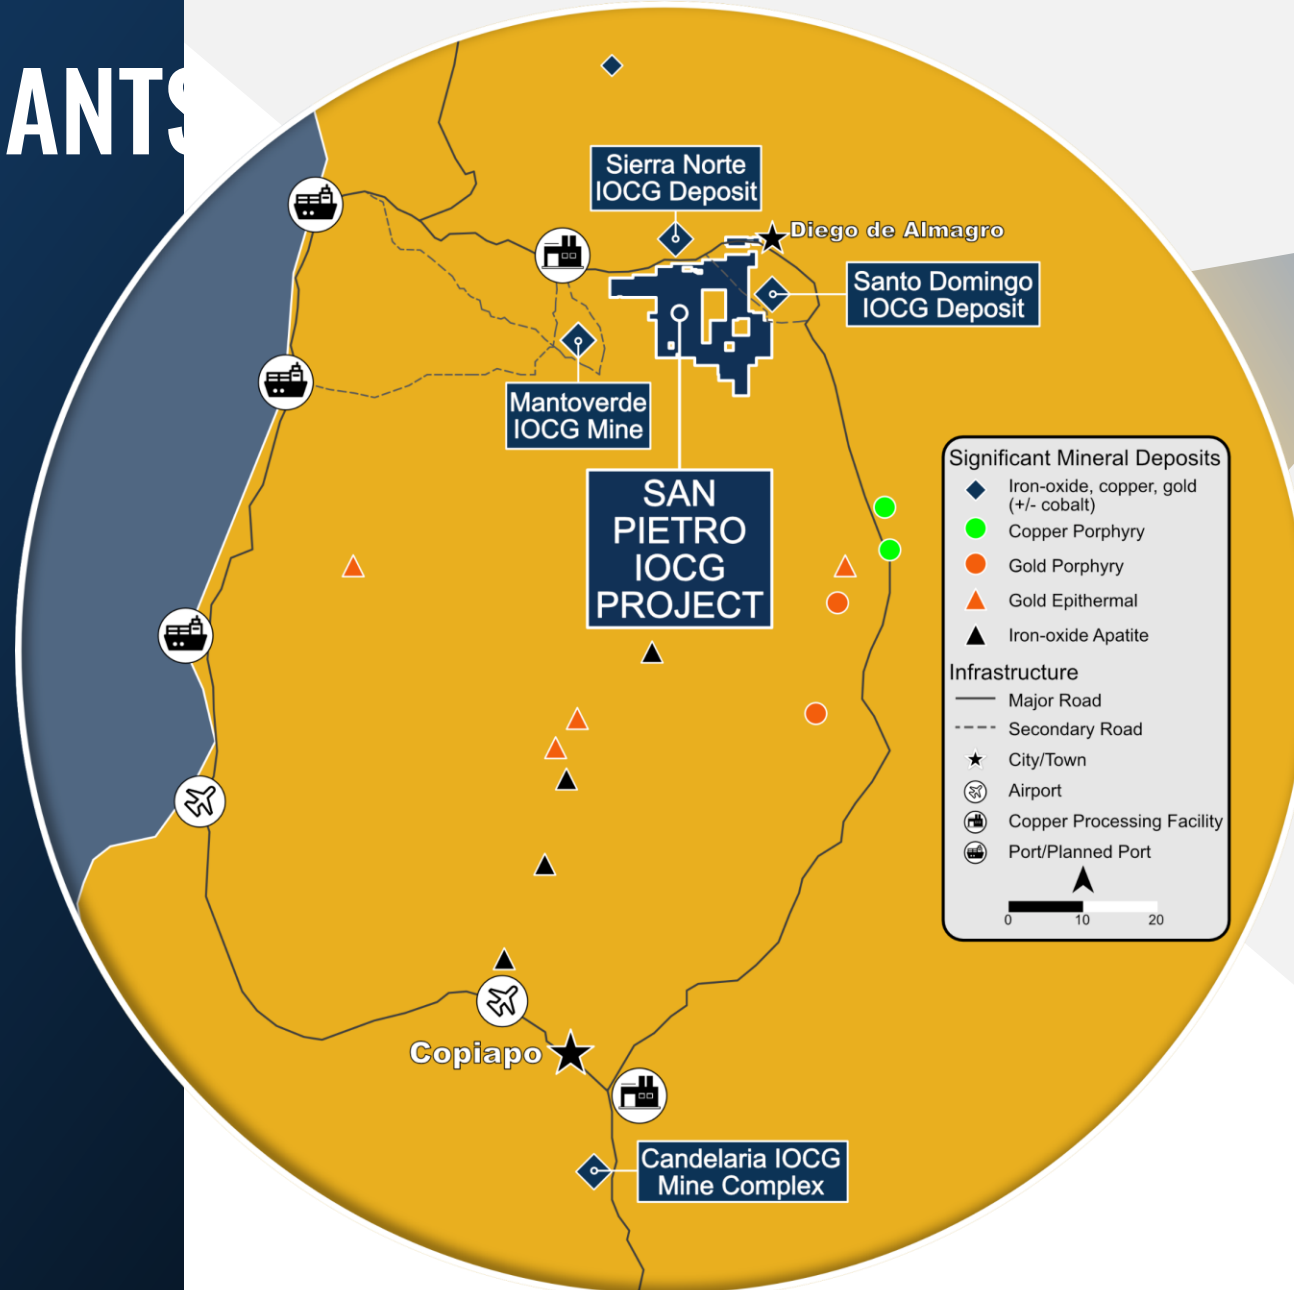 ANTS
Sierra Norte
IOCG Deposit
Diego de Almagro
Santo Domingo
IOCG Deposit
Mantoverde
IOCG Mine
SAN
PIETRO
IOCG
PROJECT
Significant Mineral Deposits
Iron-oxide, copper, gold
(+/- cobalt)
Copper Porphyry
Gold Porphyry
Gold Epithermal
Iron-oxide Apatite
Infrastructure
Major Road
Secondary Road
City/Town
Airport
Copper Processing Facility
Port/Planned Port
0 10 20
Copiapo
Candelaria IOCG
Mine Complex